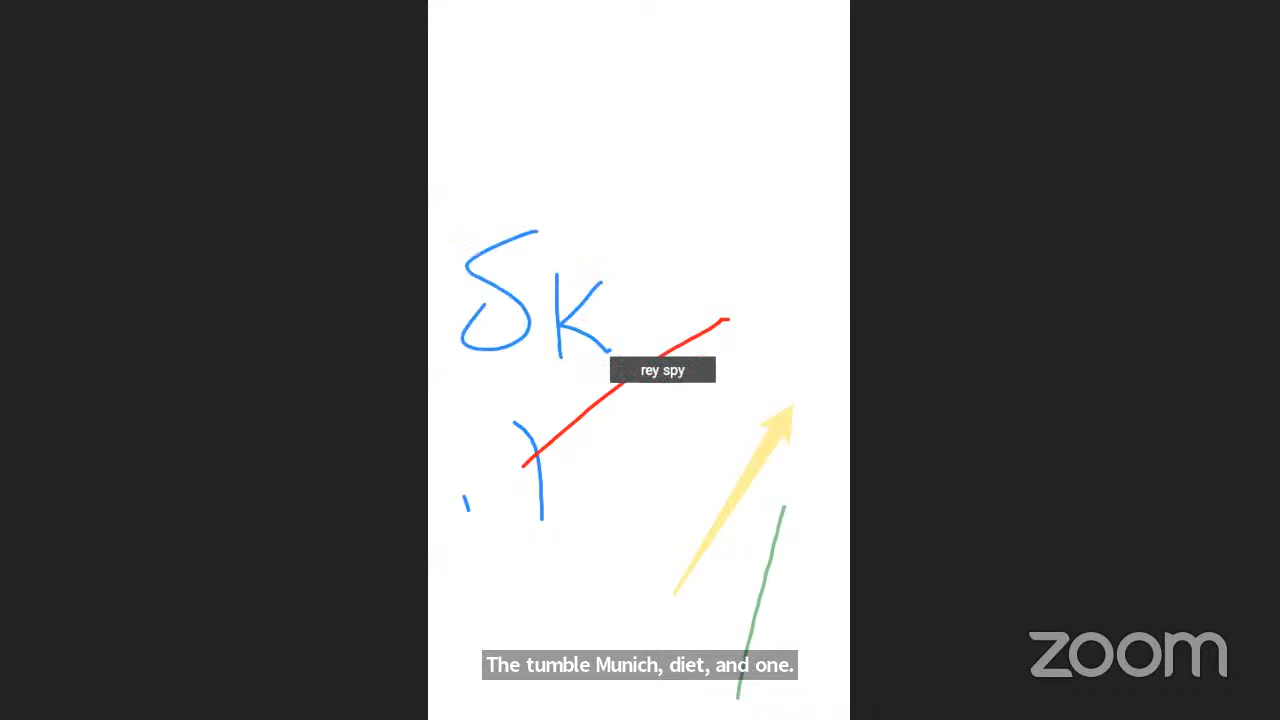 Sk
rey spy
The tumble Munich, diet, and one.
zoom